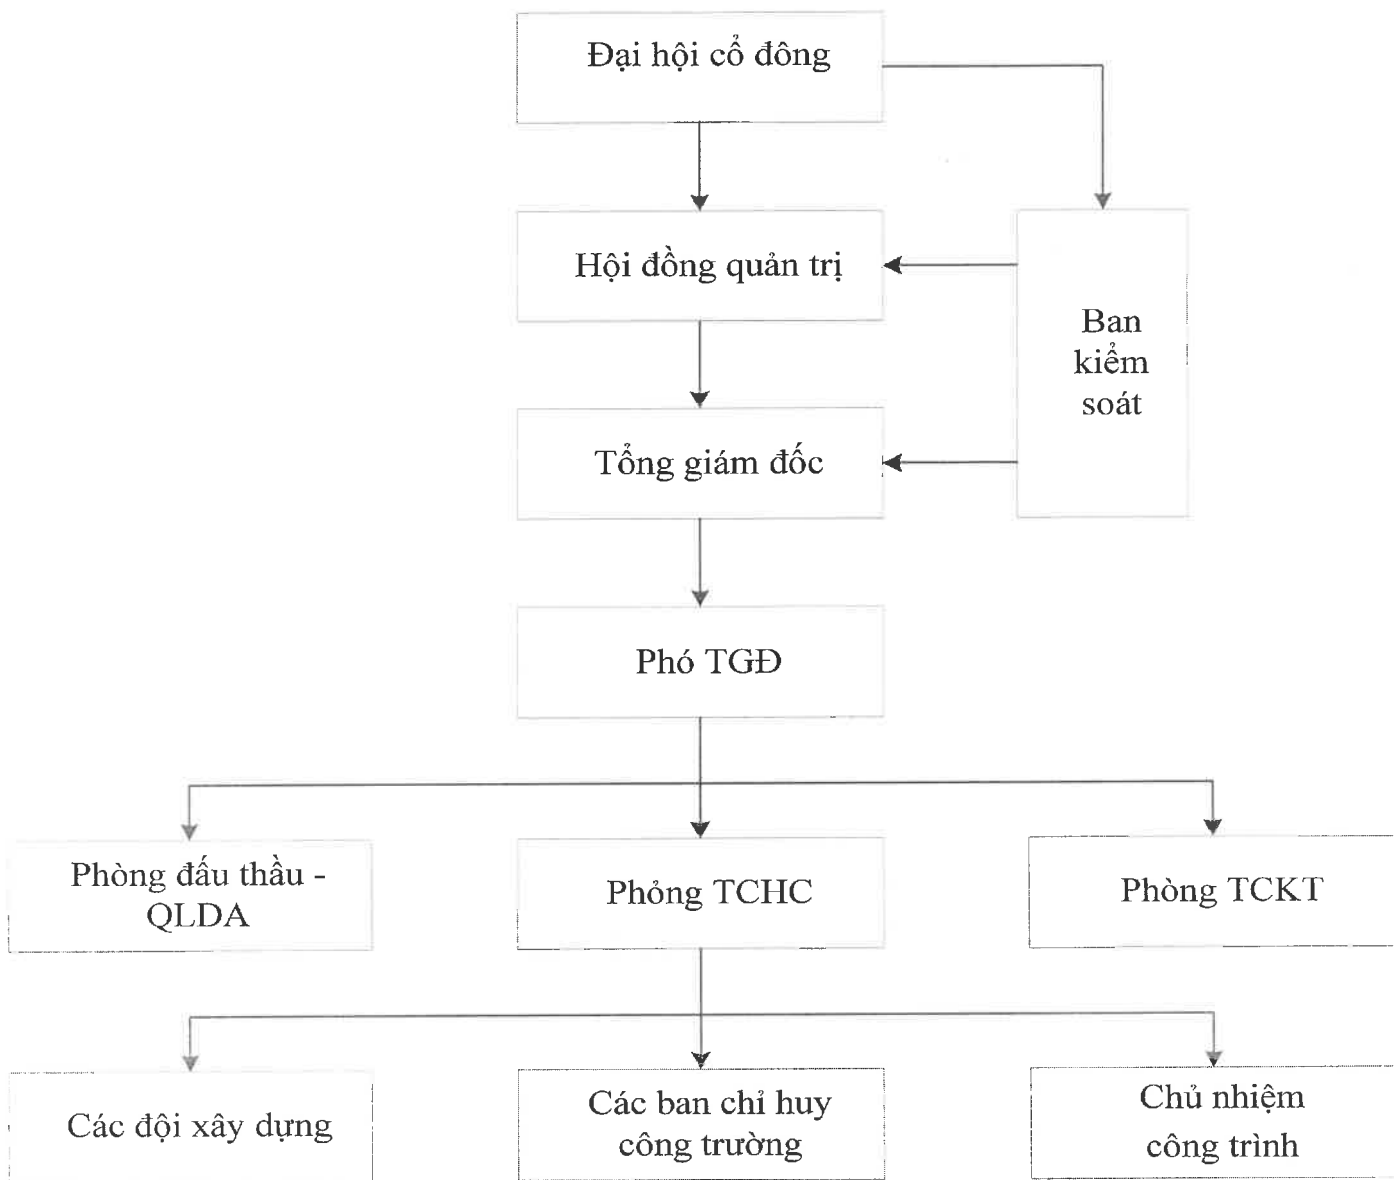 Đại hội cổ đông
Hội đồng quản trị
Ban
kiểm
soát
Tổng giám đốc
Phó TGĐ
Phòng đấu thầu -
QLDA
Phỏng TCHC
Phòng TCKT
Các đội xây dựng
Các ban chỉ huy
công trường
Chủ nhiệm
công trình